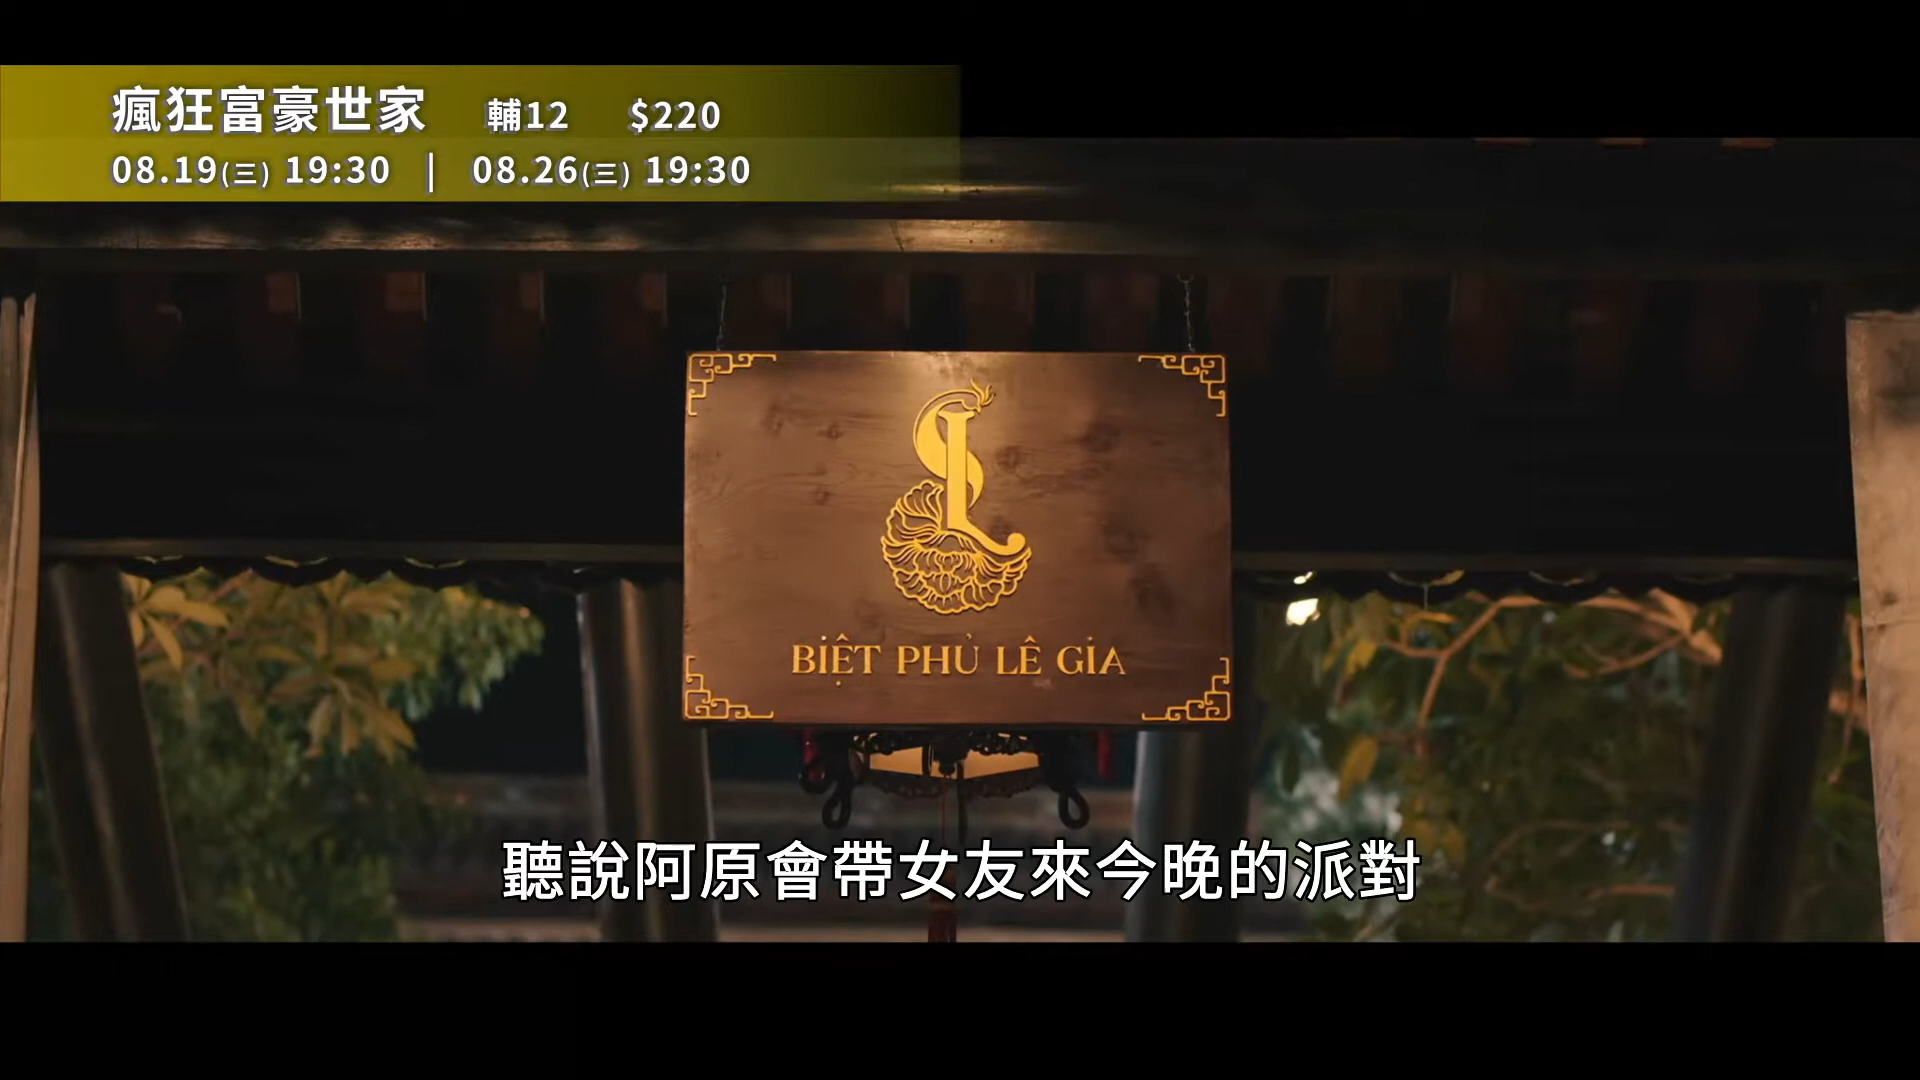 瘋狂富豪世家 輔12 $220
08.19(三) 19:30 | 08.26(三) 19:30
BIỆT PHỦ LÊ GIA
聽說阿原會帶女友來今晚的派對